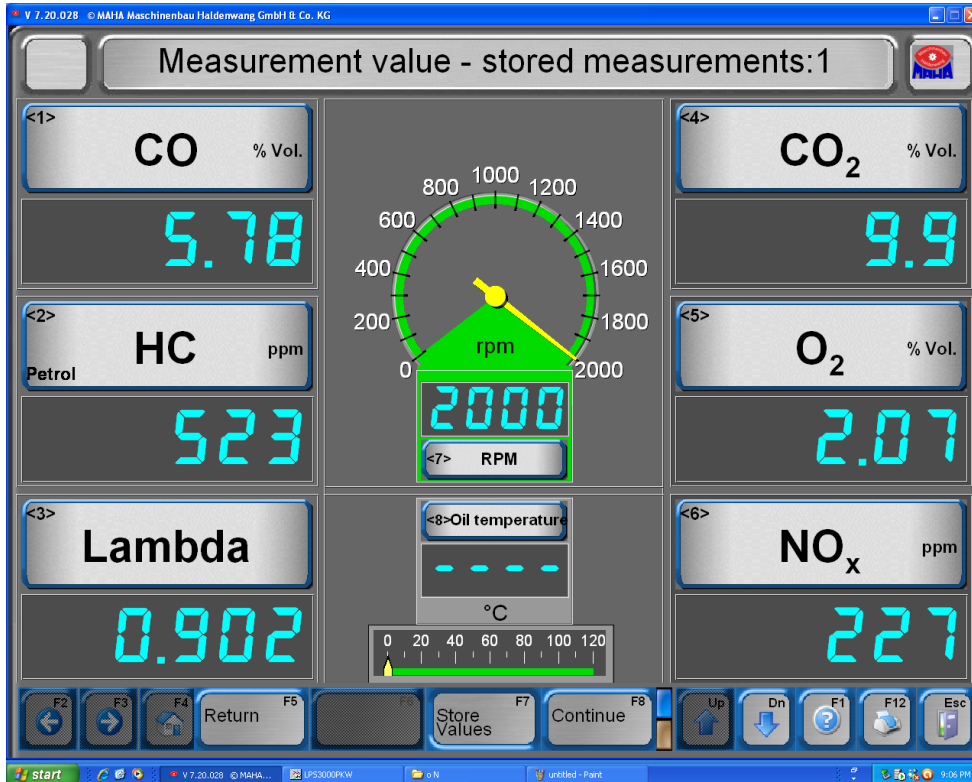 V 7.20.028 © MAHA Maschinenbau Haldenwang GmbH & Co. KG
Measurement value - stored measurements:1
MAHA
<1>
CO % Vol.
5.78
<2>
HC ppm
Petrol
523
<3>
Lambda
0.902
0 200 400 600 800 1000 1200 1400 1600 1800 2000
rpm
2000
<7> RPM
<8>Oil temperature
- - - -
°C
0 20 40 60 80 100 120
<4>
CO2 % Vol.
9.9
<5>
O2 % Vol.
2.07
<6>
NOx ppm
227
F2
F3
F4
Return F5
F6
Store Values F7
Continue F8
Up
Dn
F1
F12
Esc
start
V 7.20.028 © MAHA...
LPS3000PKW
o N
untitled - Paint
9:06 PM